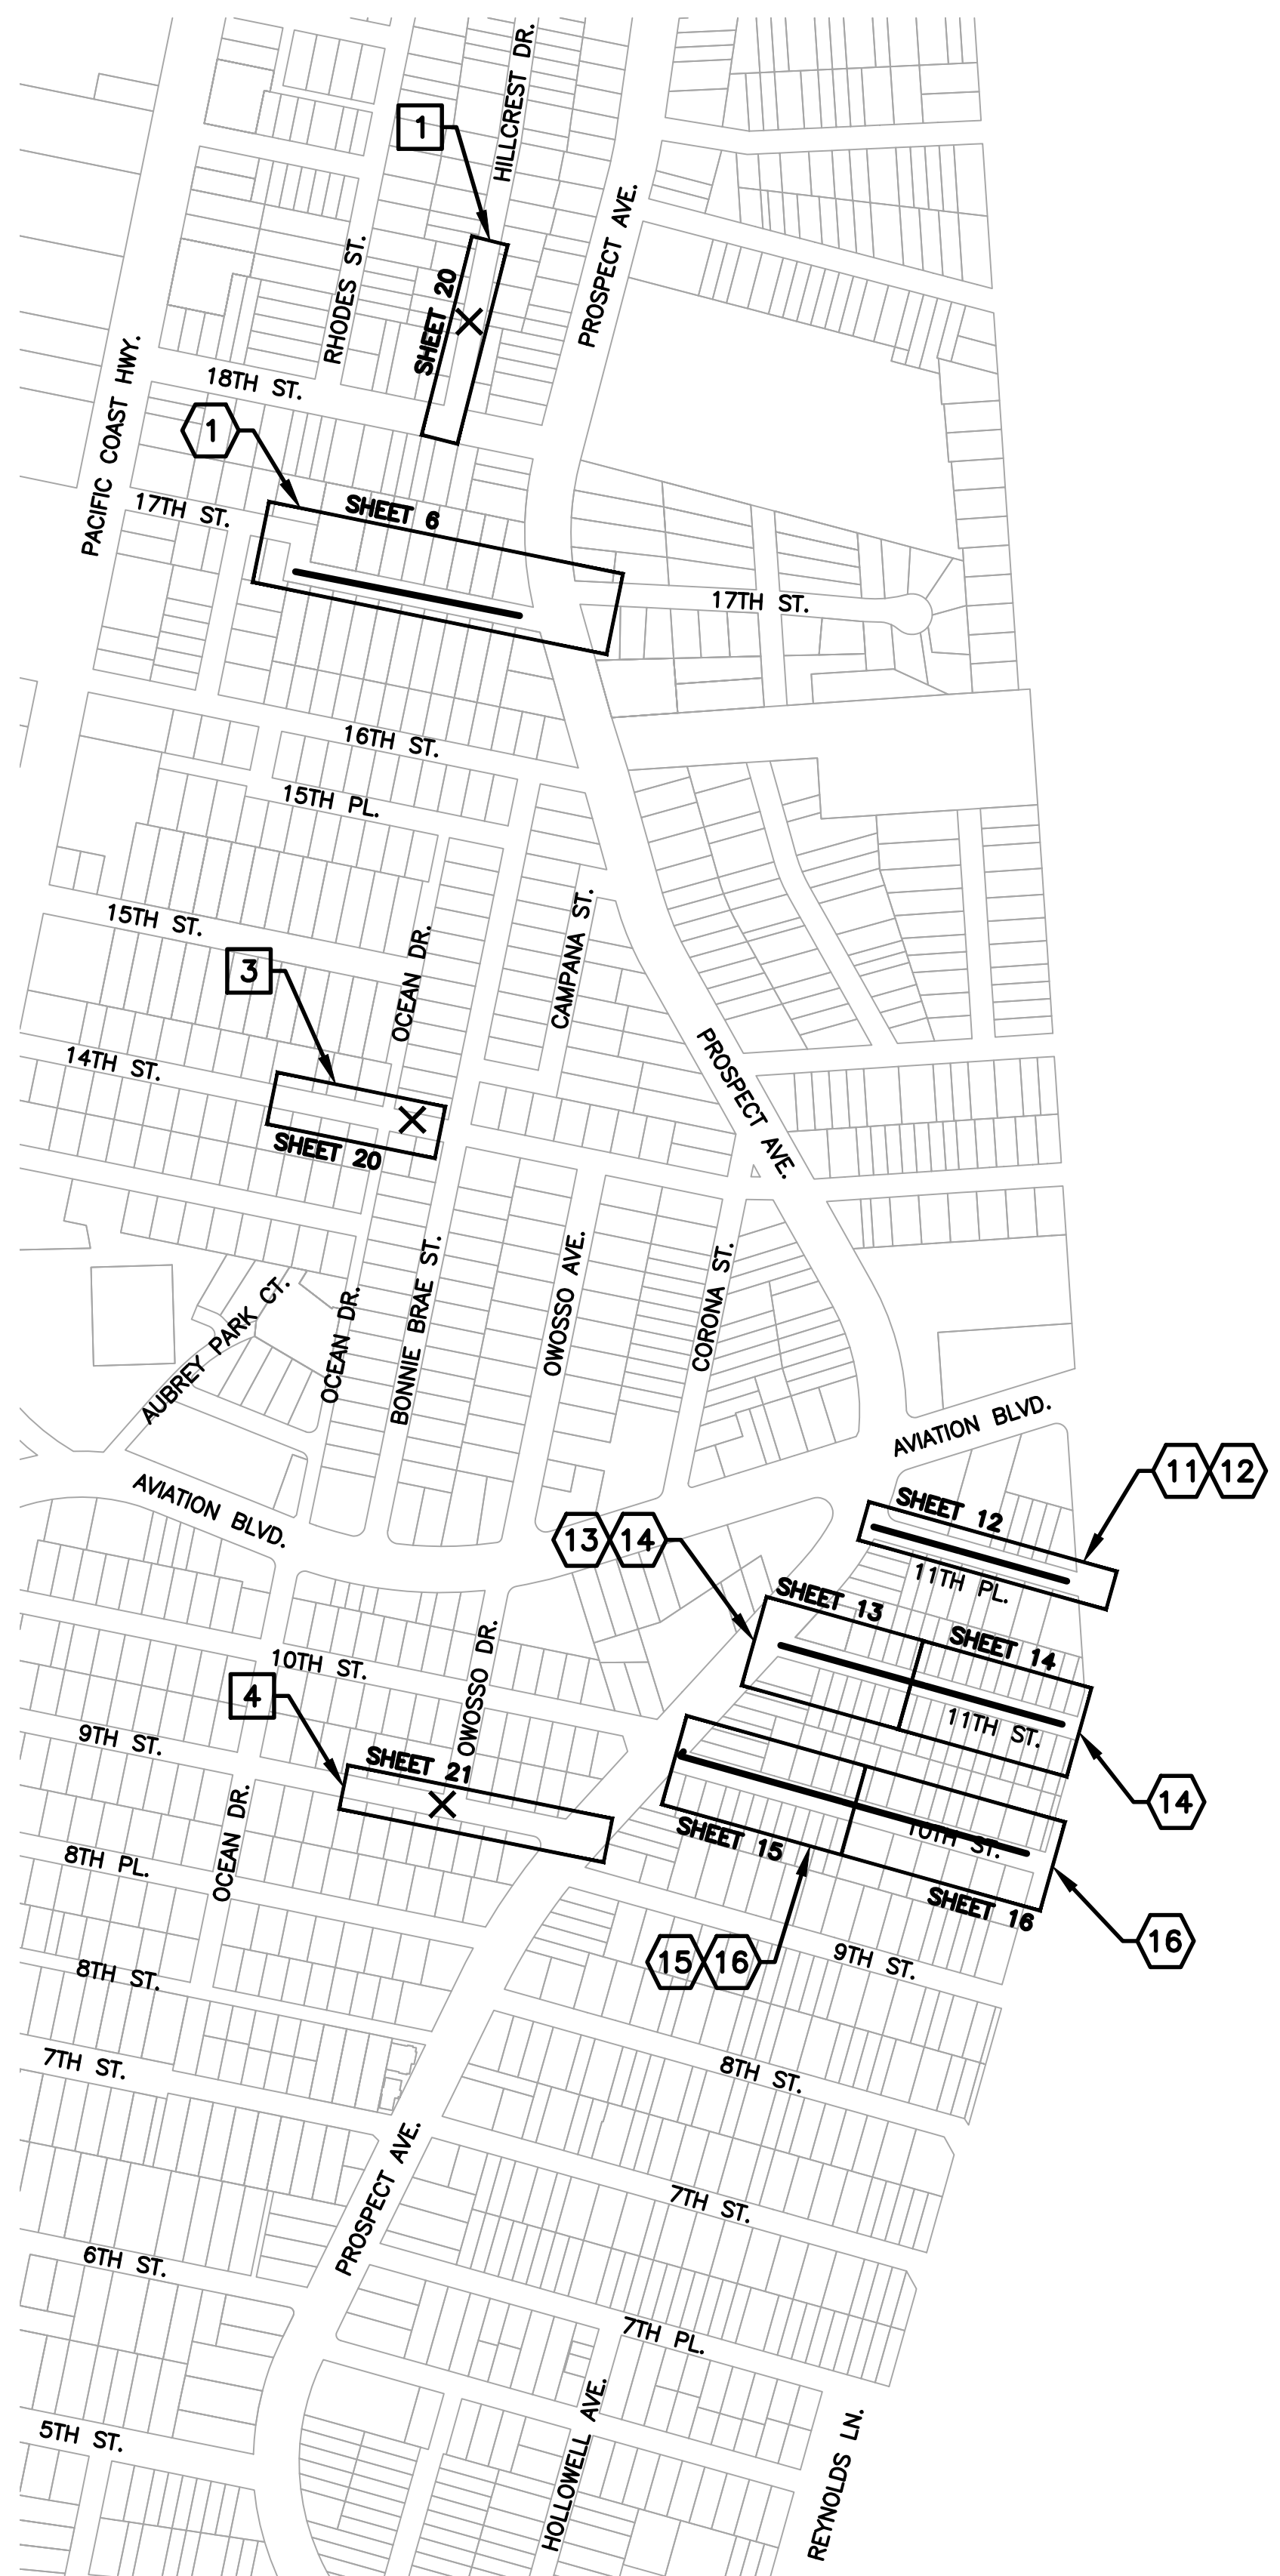 HILLCREST DR.
1
PROSPECT AVE.
RHODES ST.
SHEET 20
PACIFIC COAST HWY.
18TH ST.
1
17TH ST.
SHEET 6
17TH ST.
16TH ST.
15TH PL.
15TH ST.
OCEAN DR.
CAMPANA ST.
3
14TH ST.
PROSPECT AVE.
SHEET 20
AUBREY PARK CT.
OCEAN DR.
BONNIE BRAE ST.
OWOSSO AVE.
CORONA ST.
AVIATION BLVD.
AVIATION BLVD.
11 12
SHEET 12
13 14
11TH PL.
SHEET 13
SHEET 14
10TH ST.
OWOSSO DR.
4
9TH ST.
11TH ST.
SHEET 21
14
OCEAN DR.
SHEET 15
10TH ST.
8TH PL.
SHEET 16
15 16
9TH ST.
16
8TH ST.
7TH ST.
8TH ST.
PROSPECT AVE.
7TH ST.
6TH ST.
7TH PL.
5TH ST.
HOLLOWELL AVE.
REYNOLDS LN.